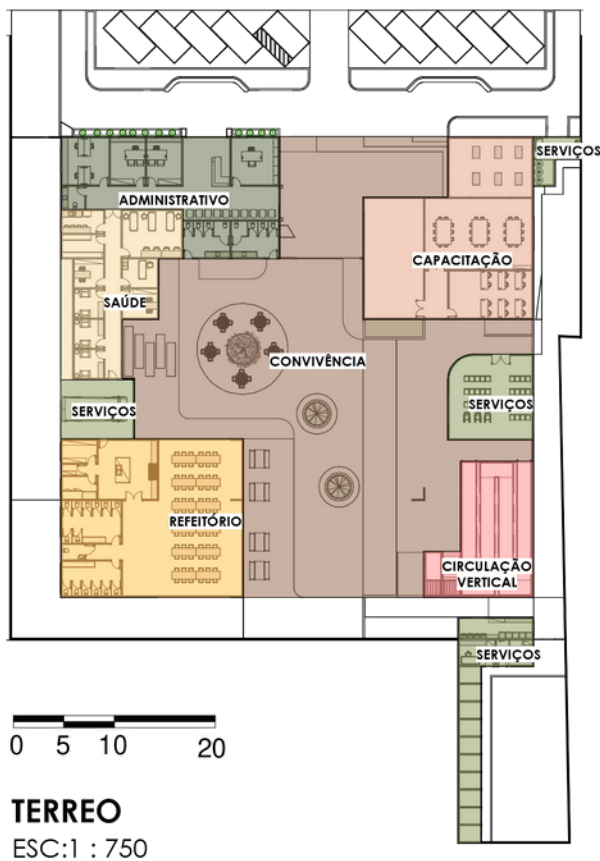 SERVIÇOS
ADMINISTRATIVO
CAPACITAÇÃO
SAÚDE
CONVIVÊNCIA
SERVIÇOS
SERVIÇOS
REFEITÓRIO
CIRCULAÇÃO
VERTICAL
SERVIÇOS
0 5 10 20
TERREO
ESC:1 : 750